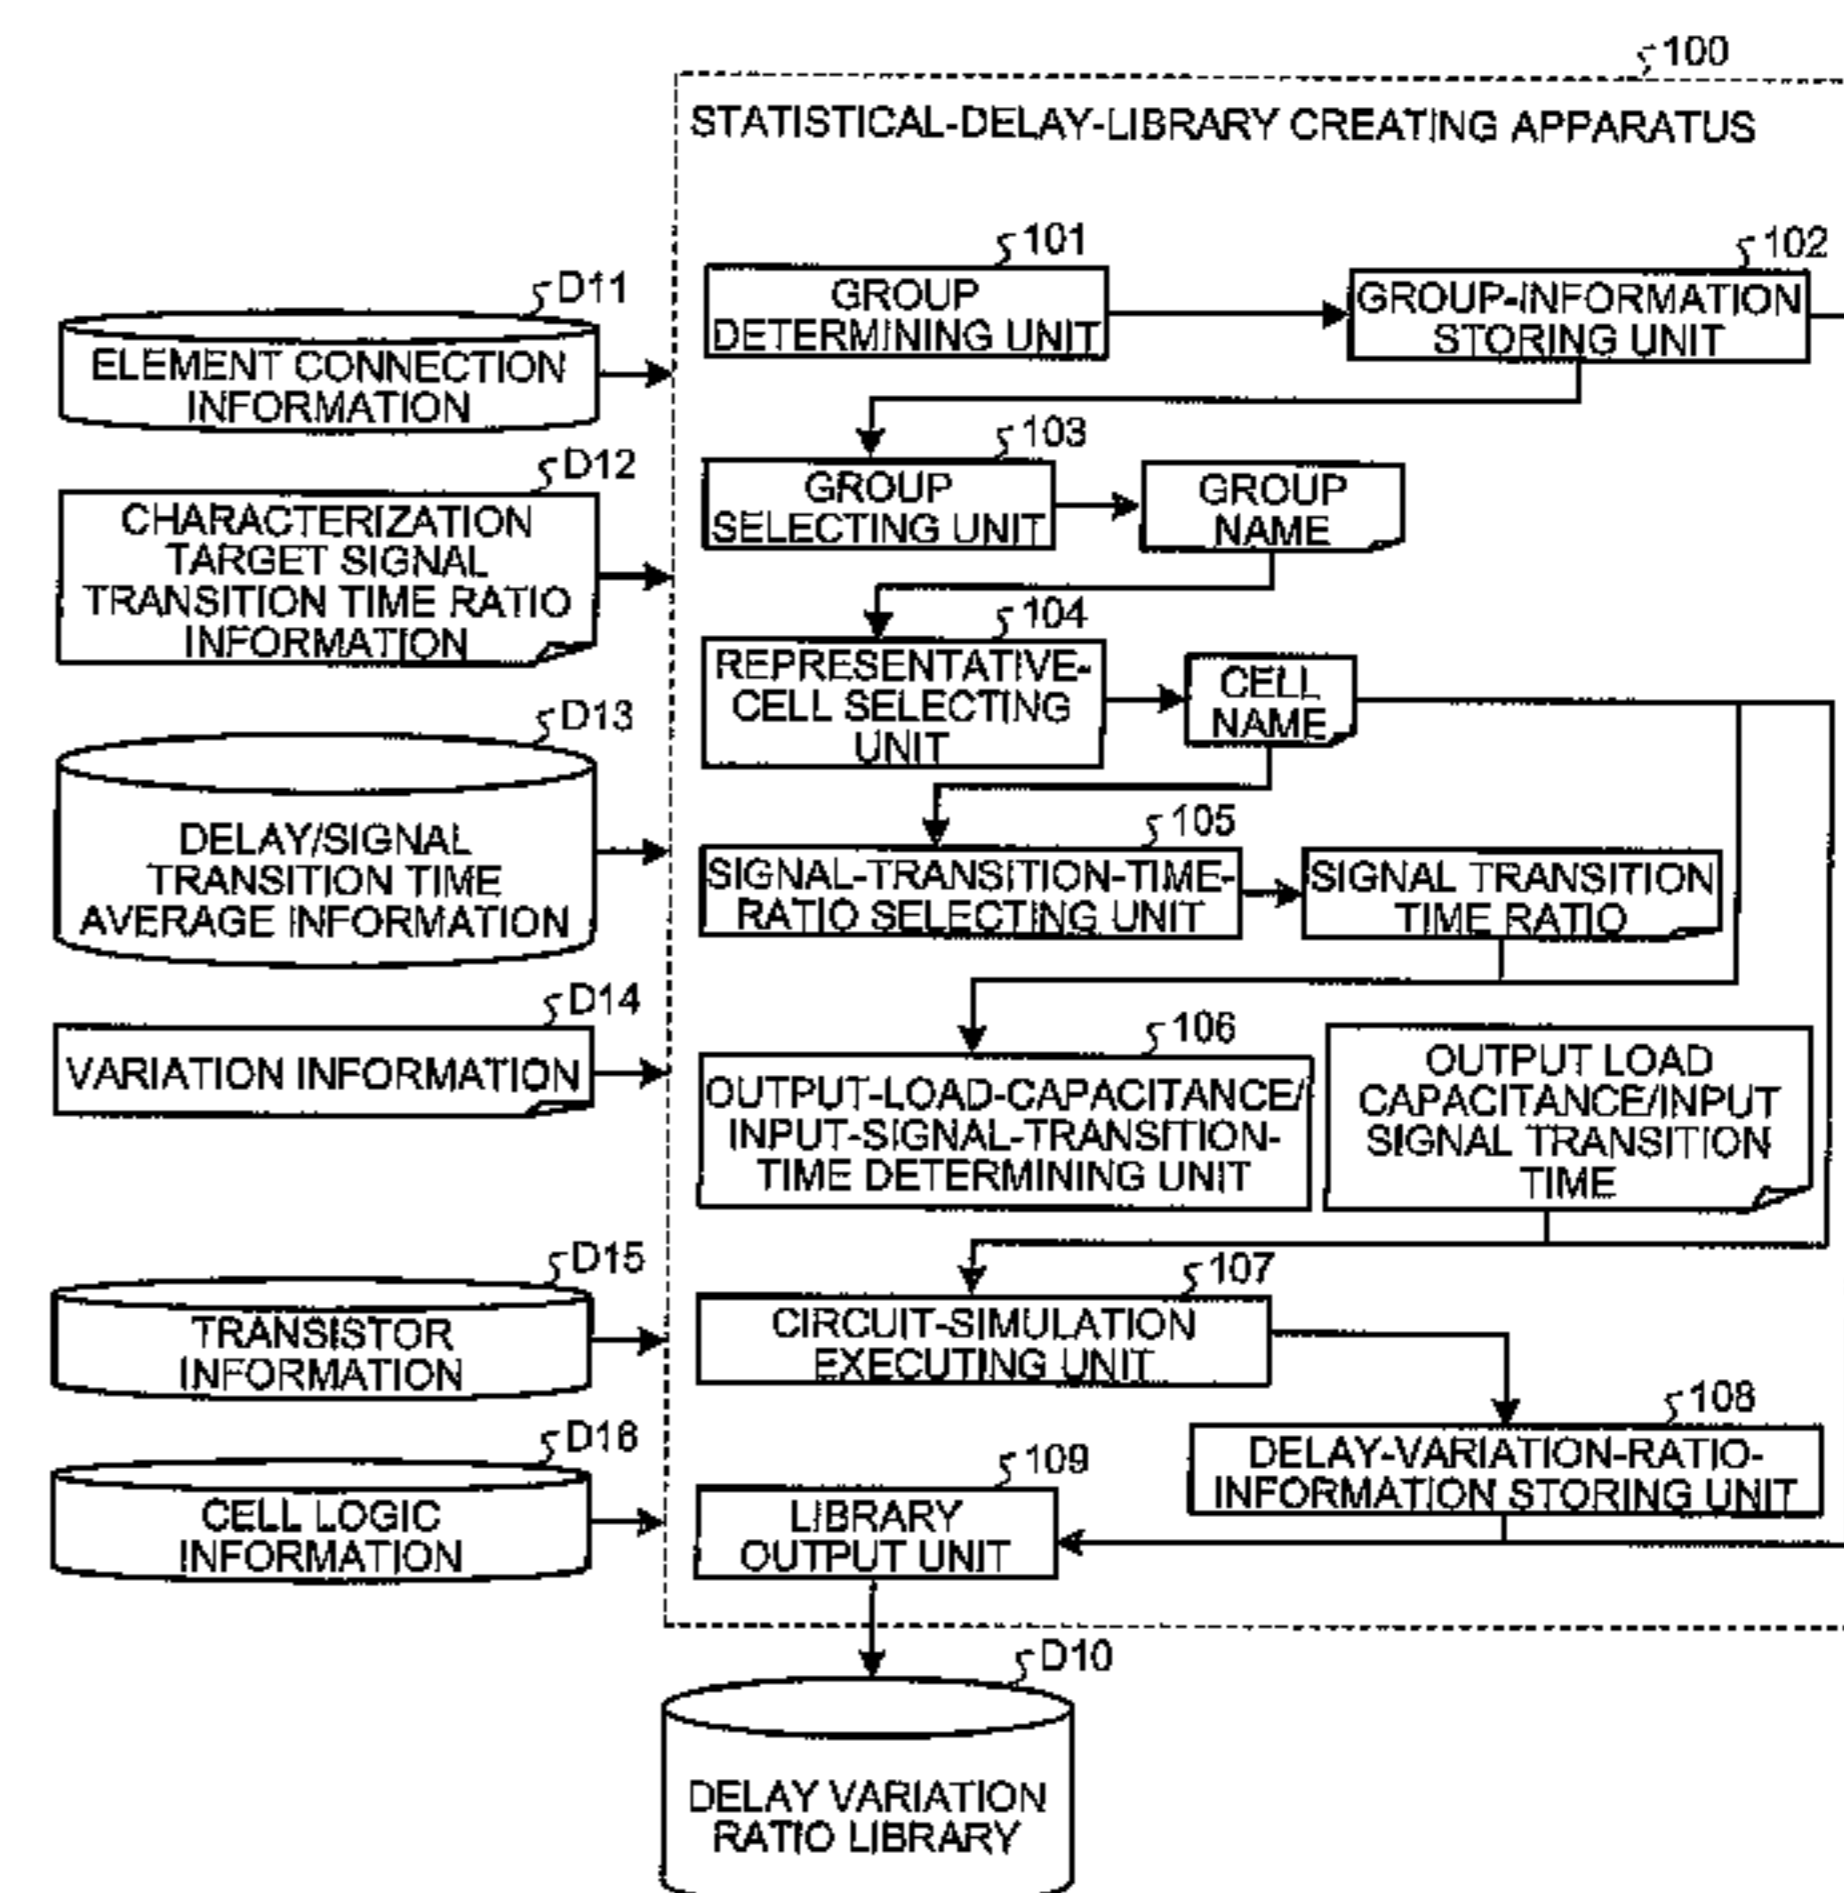 100
STATISTICAL-DELAY-LIBRARY CREATING APPARATUS
101
GROUP
DETERMINING UNIT
102
GROUP-INFORMATION
STORING UNIT
D11
ELEMENT CONNECTION
INFORMATION
103
GROUP
SELECTING UNIT
GROUP
NAME
D12
CHARACTERIZATION
TARGET SIGNAL
TRANSITION TIME RATIO
INFORMATION
104
REPRESENTATIVE-
CELL SELECTING
UNIT
CELL
NAME
D13
DELAY/SIGNAL
TRANSITION TIME
AVERAGE INFORMATION
105
SIGNAL-TRANSITION-TIME-
RATIO SELECTING UNIT
SIGNAL TRANSITION
TIME RATIO
D14
VARIATION INFORMATION
106
OUTPUT-LOAD-CAPACITANCE/
INPUT-SIGNAL-TRANSITION-
TIME DETERMINING UNIT
OUTPUT LOAD
CAPACITANCE/INPUT
SIGNAL TRANSITION
TIME
D15
TRANSISTOR
INFORMATION
107
CIRCUIT-SIMULATION
EXECUTING UNIT
108
DELAY-VARIATION-RATIO-
INFORMATION STORING UNIT
D16
CELL LOGIC
INFORMATION
109
LIBRARY
OUTPUT UNIT
D10
DELAY VARIATION
RATIO LIBRARY